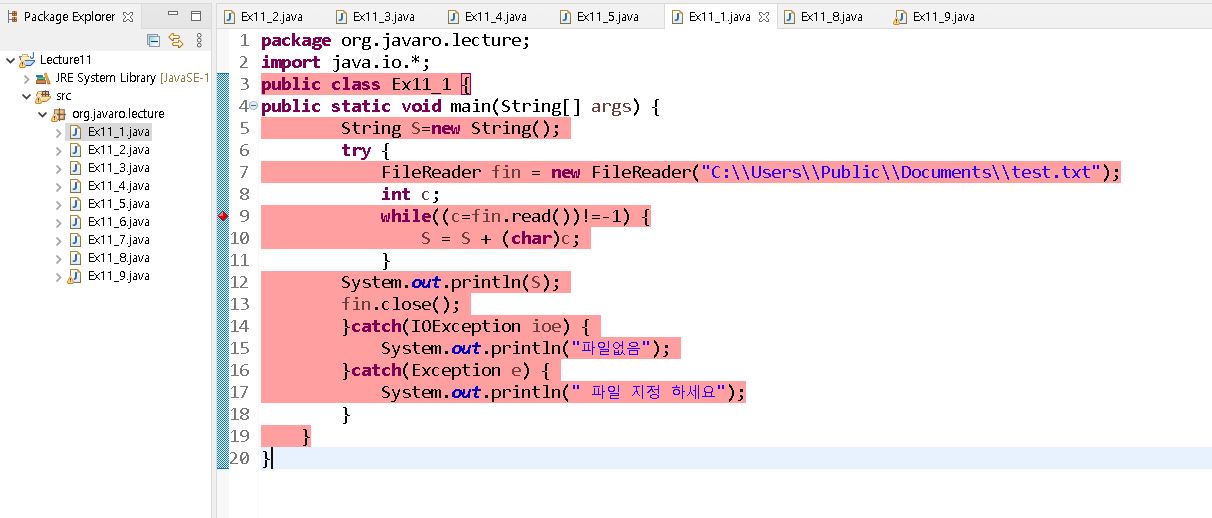 Package Explorer
Ex11_2.java Ex11_3.java Ex11_4.java Ex11_5.java Ex11_1.java Ex11_8.java Ex11_9.java
Lecture11
JRE System Library [JavaSE-1
src
org.javaro.lecture
Ex11_1.java
Ex11_2.java
Ex11_3.java
Ex11_4.java
Ex11_5.java
Ex11_6.java
Ex11_7.java
Ex11_8.java
Ex11_9.java
1 package org.javaro.lecture;
2 import java.io.*;
3 public class Ex11_1 {
4 public static void main(String[] args) {
5 String S=new String();
6 try {
7 FileReader fin = new FileReader("C:\\Users\\Public\\Documents\\test.txt");
8 int c;
9 while((c=fin.read())!=-1) {
10 S = S + (char)c;
11 }
12 System.out.println(S);
13 fin.close();
14 }catch(IOException ioe) {
15 System.out.println("파일없음");
16 }catch(Exception e) {
17 System.out.println(" 파일 지정 하세요");
18 }
19 }
20 }